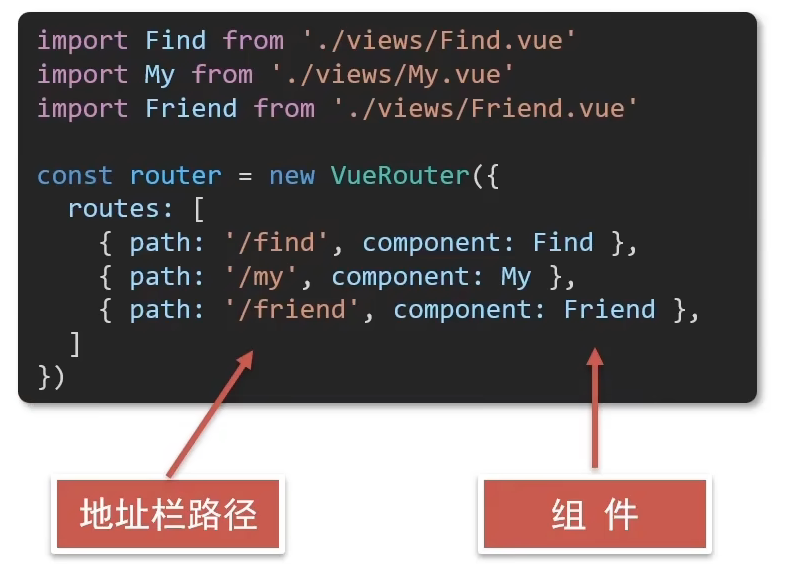 import Find from './views/Find.vue'
import My from './views/My.vue'
import Friend from './views/Friend.vue'
const router = new VueRouter({
  routes: [
    { path: '/find', component: Find },
    { path: '/my', component: My },
    { path: '/friend', component: Friend },
  ]
})
地址栏路径
组 件